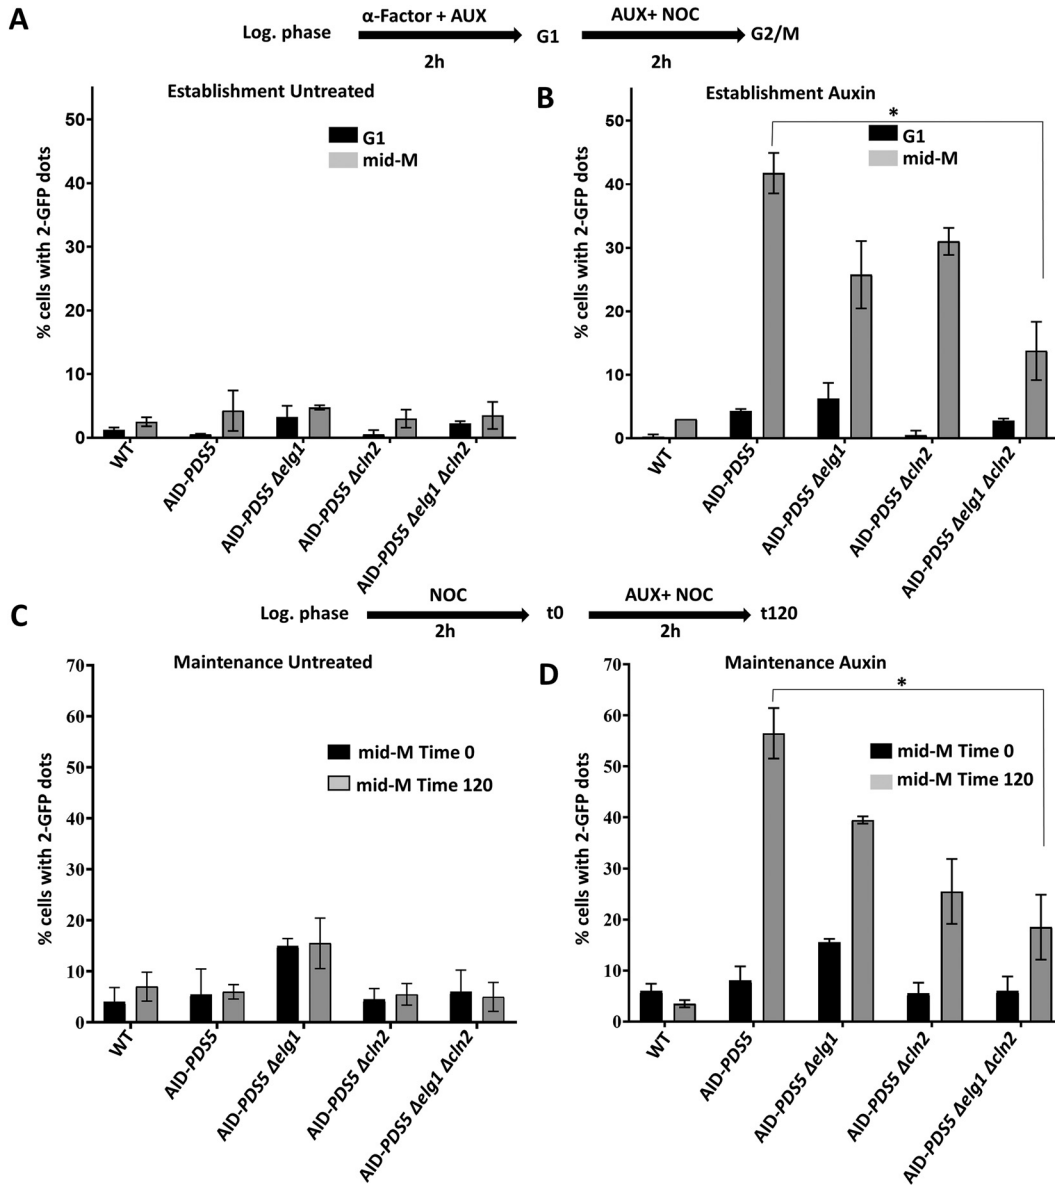 A
α-Factor + AUX
AUX+ NOC
Log. phase
G1
G2/M
2h
2h
Establishment Untreated
% cells with 2-GFP dots
50
40
30
20
10
0
G1
mid-M
WT
AID-PDS5
AID-PDS5 Δelg1
AID-PDS5 Δcln2
AID-PDS5 Δelg1 Δcln2
B
Establishment Auxin
*
% cells with 2-GFP dots
50
40
30
20
10
0
G1
mid-M
WT
AID-PDS5
AID-PDS5 Δelg1
AID-PDS5 Δcln2
AID-PDS5 Δelg1 Δcln2
C
NOC
AUX+ NOC
Log. phase
t0
t120
2h
2h
Maintenance Untreated
% cells with 2-GFP dots
70
60
50
40
30
20
10
0
mid-M Time 0
mid-M Time 120
WT
AID-PDS5
AID-PDS5 Δelg1
AID-PDS5 Δcln2
AID-PDS5 Δelg1 Δcln2
D
Maintenance Auxin
*
% cells with 2-GFP dots
70
60
50
40
30
20
10
0
mid-M Time 0
mid-M Time 120
WT
AID-PDS5
AID-PDS5 Δelg1
AID-PDS5 Δcln2
AID-PDS5 Δelg1 Δcln2